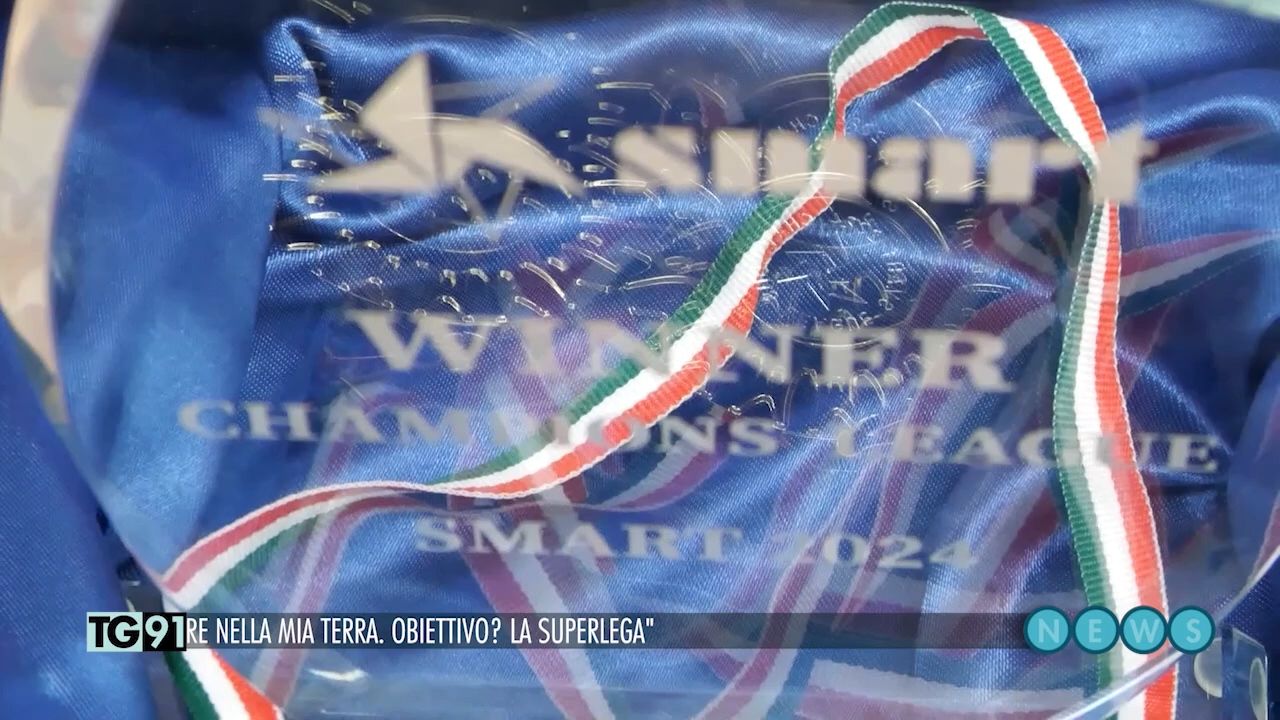 smart
WINNER
CHAMPIONS LEAGUE
SMART 2024
TG91 RE NELLA MIA TERRA. OBIETTIVO? LA SUPERLEGA"
NEWS